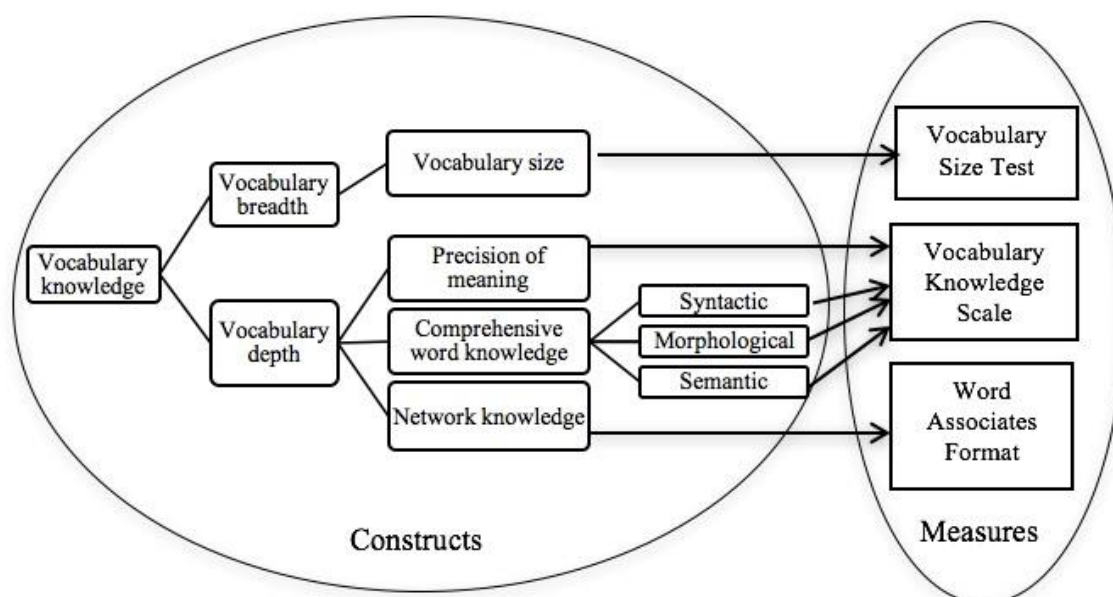 Vocabulary
knowledge
Vocabulary
breadth
Vocabulary
depth
Vocabulary size
Precision of
meaning
Comprehensive
word knowledge
Network knowledge
Syntactic
Morphological
Semantic
Constructs
Vocabulary
Size Test
Vocabulary
Knowledge
Scale
Word
Associates
Format
Measures